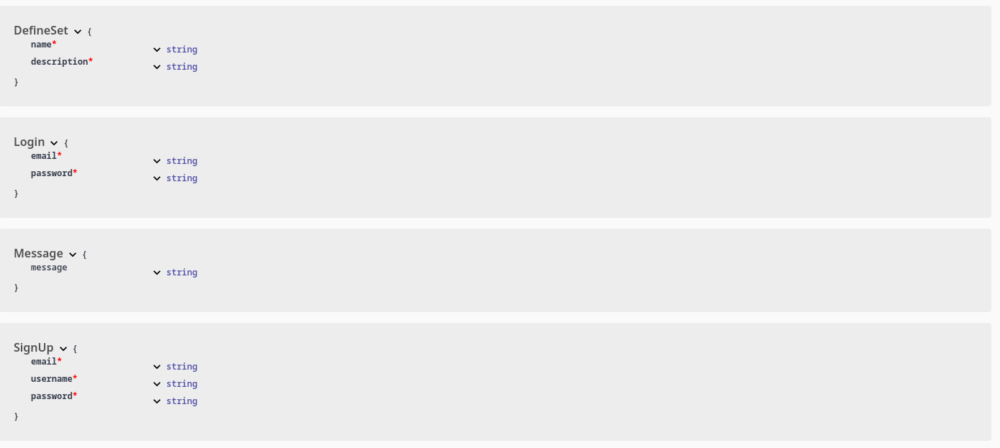 DefineSet {
name* string
description* string
}
Login {
email* string
password* string
}
Message {
message string
}
SignUp {
email* string
username* string
password* string
}